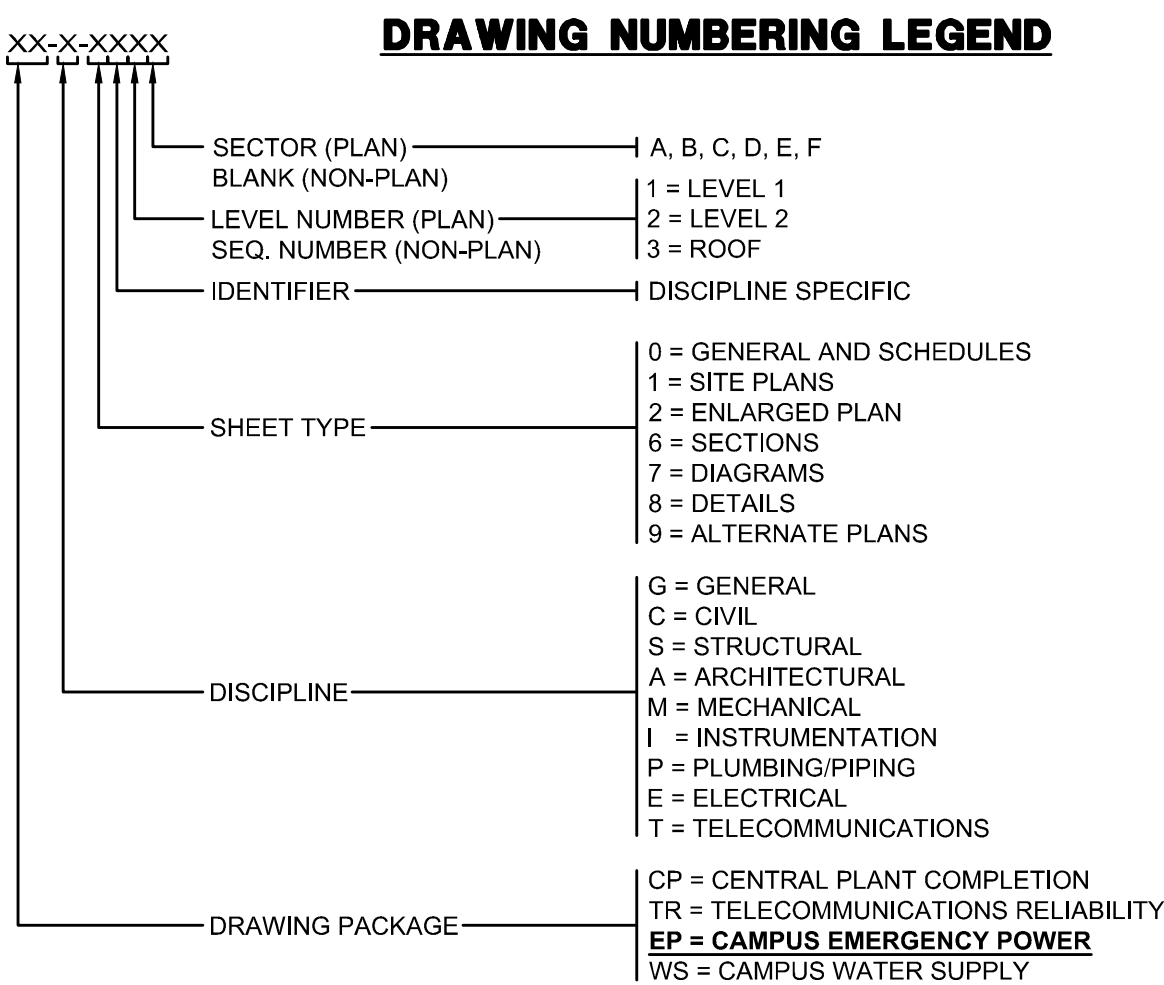 DRAWING NUMBERING LEGEND
XX-X-XXXX
SECTOR (PLAN) A, B, C, D, E, F
BLANK (NON-PLAN)
LEVEL NUMBER (PLAN)
SEQ. NUMBER (NON-PLAN)
1 = LEVEL 1
2 = LEVEL 2
3 = ROOF
IDENTIFIER DISCIPLINE SPECIFIC
SHEET TYPE
0 = GENERAL AND SCHEDULES
1 = SITE PLANS
2 = ENLARGED PLAN
6 = SECTIONS
7 = DIAGRAMS
8 = DETAILS
9 = ALTERNATE PLANS
DISCIPLINE
G = GENERAL
C = CIVIL
S = STRUCTURAL
A = ARCHITECTURAL
M = MECHANICAL
I = INSTRUMENTATION
P = PLUMBING/PIPING
E = ELECTRICAL
T = TELECOMMUNICATIONS
DRAWING PACKAGE
CP = CENTRAL PLANT COMPLETION
TR = TELECOMMUNICATIONS RELIABILITY
EP = CAMPUS EMERGENCY POWER
WS = CAMPUS WATER SUPPLY